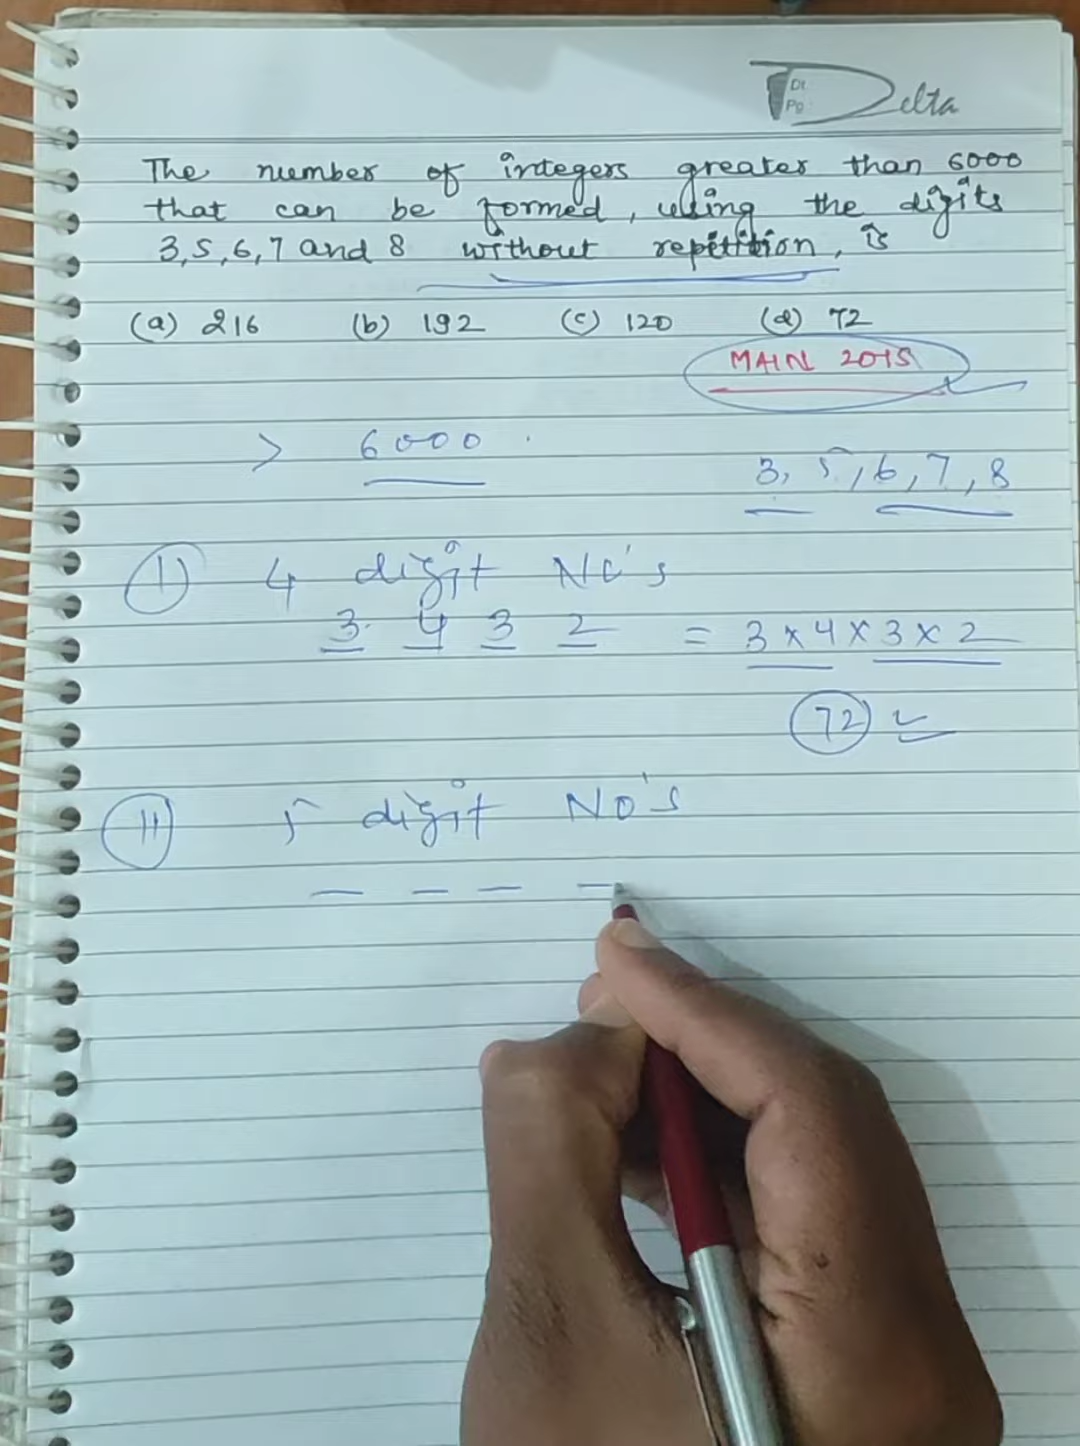 Dr.
Pg.
Delta
The number of integers greater than 6000
that can be formed, using the digits
3,5,6,7 and 8 without repetition, is
(a) 216 (b) 192 (c) 120 (d) 72
MAIN 2015
> 6000
3, 5, 6, 7, 8
I) 4 digit NO's
3 4 3 2 = 3 x 4 x 3 x 2
72
II 5 digit NO's